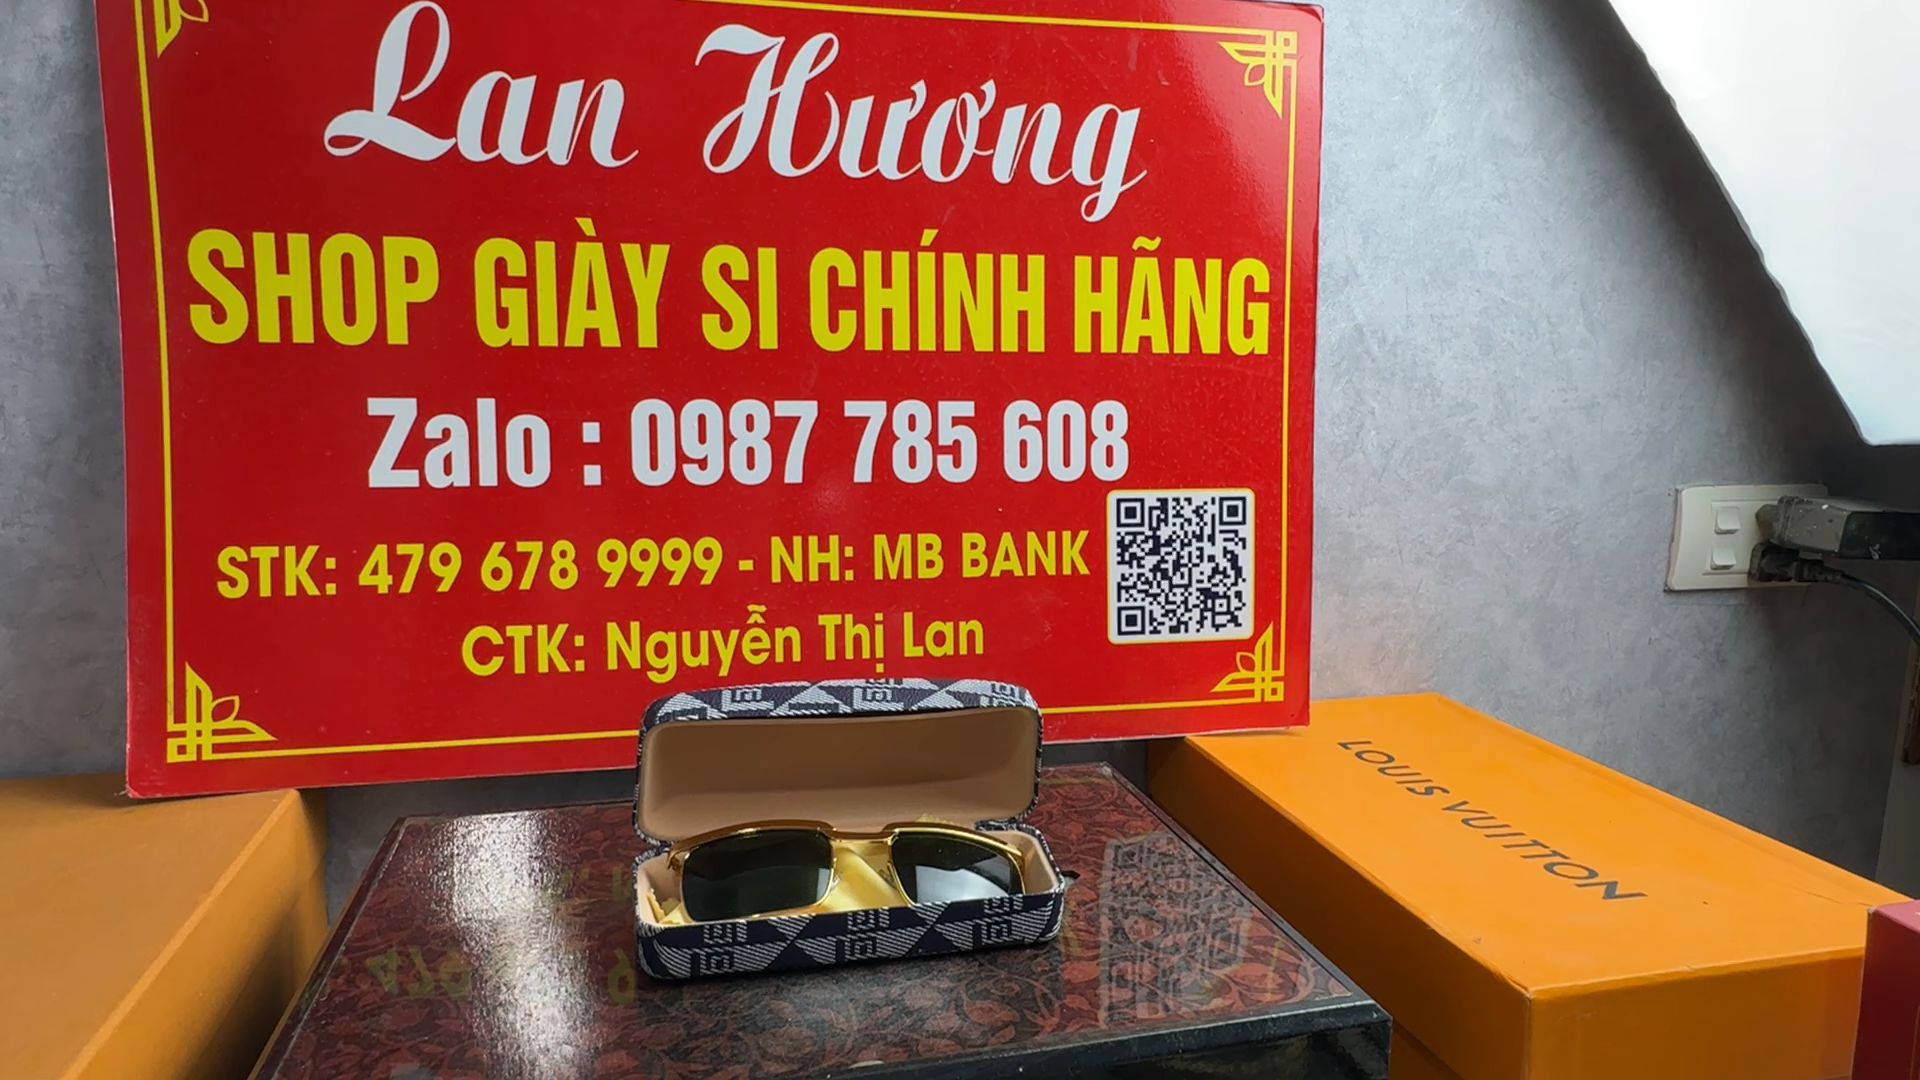 Lan Hương
SHOP GIÀY SI CHÍNH HÃNG
Zalo : 0987 785 608
STK: 479 678 9999 - NH: MB BANK
CTK: Nguyễn Thị Lan
LOUIS VUITTON